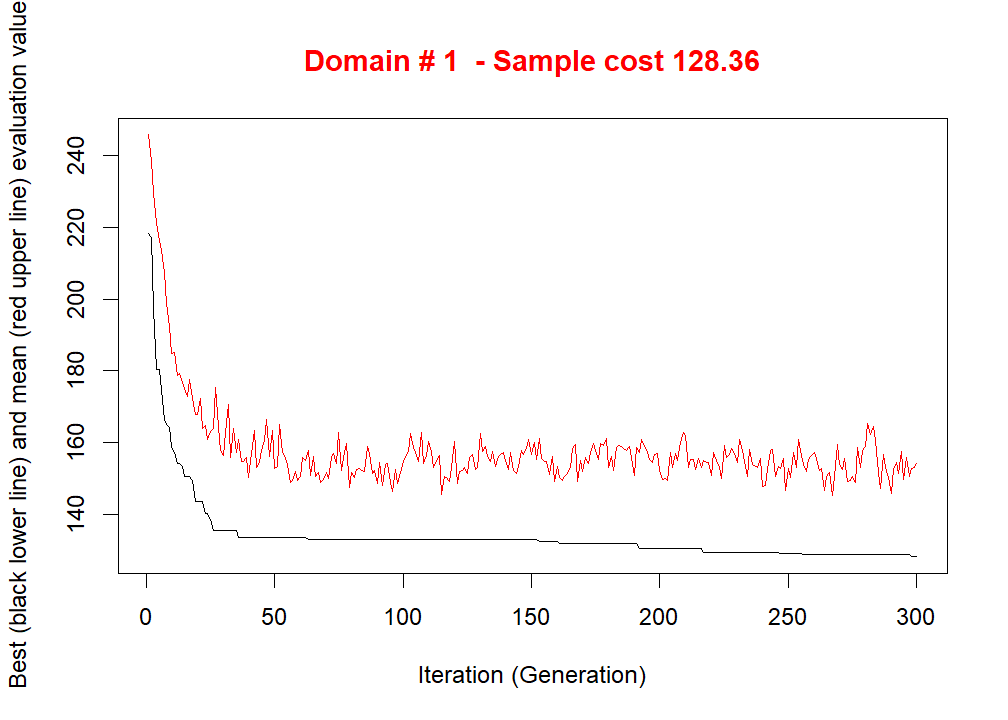 Domain # 1  - Sample cost 128.36
Best (black lower line) and mean (red upper line) evaluation value
240
220
200
180
160
140
0 50 100 150 200 250 300
Iteration (Generation)